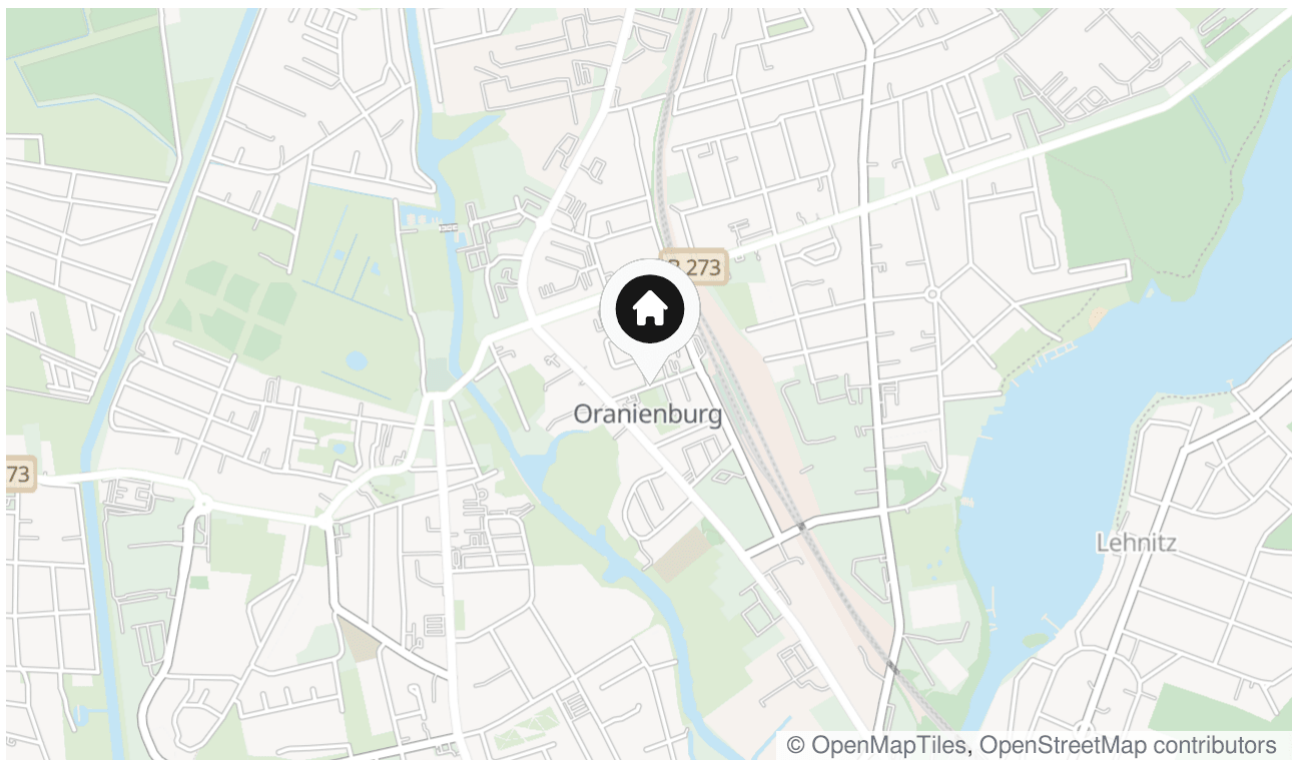 B 273
Oranienburg
73
Lehnitz
© OpenMapTiles, OpenStreetMap contributors